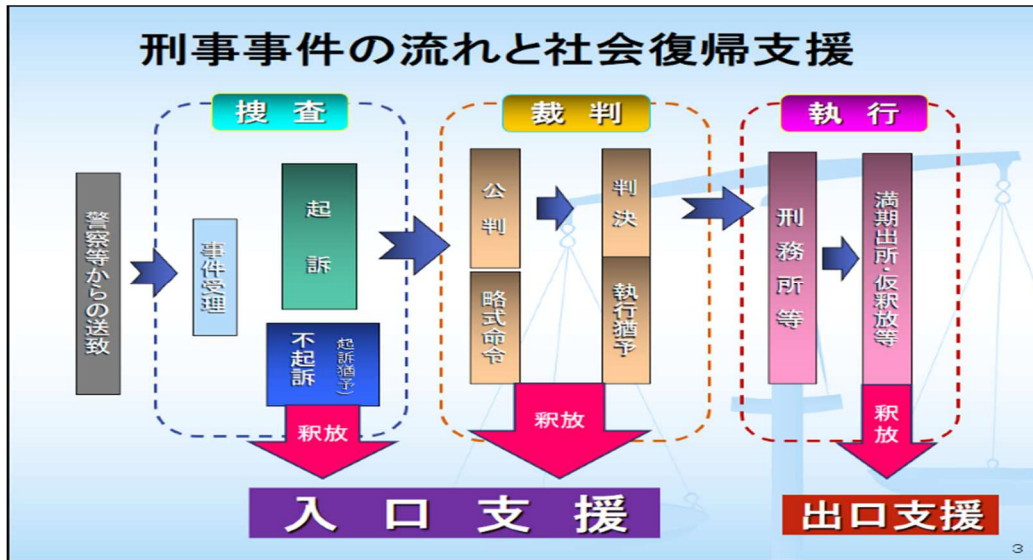 刑事事件の流れと社会復帰支援
捜査
裁判
執行
警察等からの送致
事件受理
起訴
不起訴
(起訴猶予)
公判
略式命令
判決
執行猶予
刑務所等
満期出所・仮釈放等
釈放
釈放
釈放
入口支援
出口支援
3